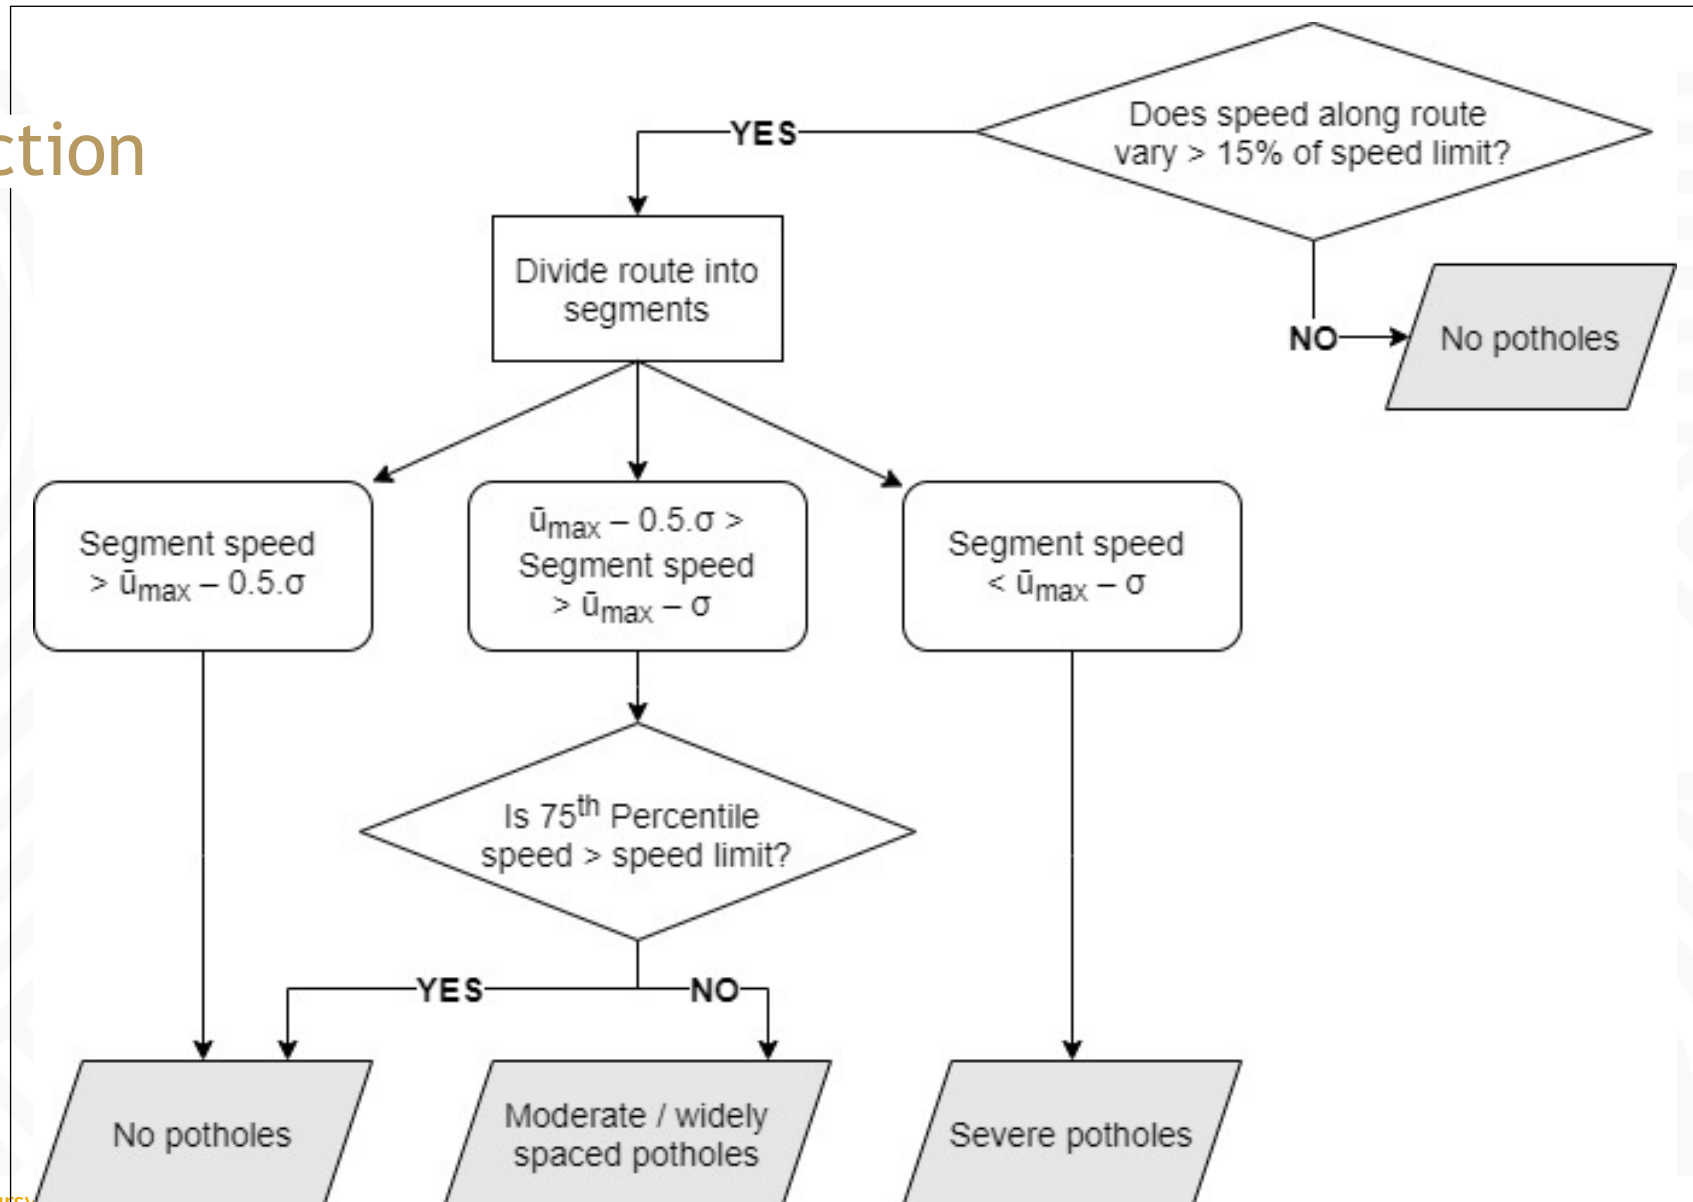 ction
Does speed along route
vary > 15% of speed limit?
YES
Divide route into
segments
NO
No potholes
Segment speed
> ūmax – 0.5.σ
ūmax – 0.5.σ >
Segment speed
> ūmax – σ
Segment speed
< ūmax – σ
Is 75th Percentile
speed > speed limit?
YES
NO
No potholes
Moderate / widely
spaced potholes
Severe potholes